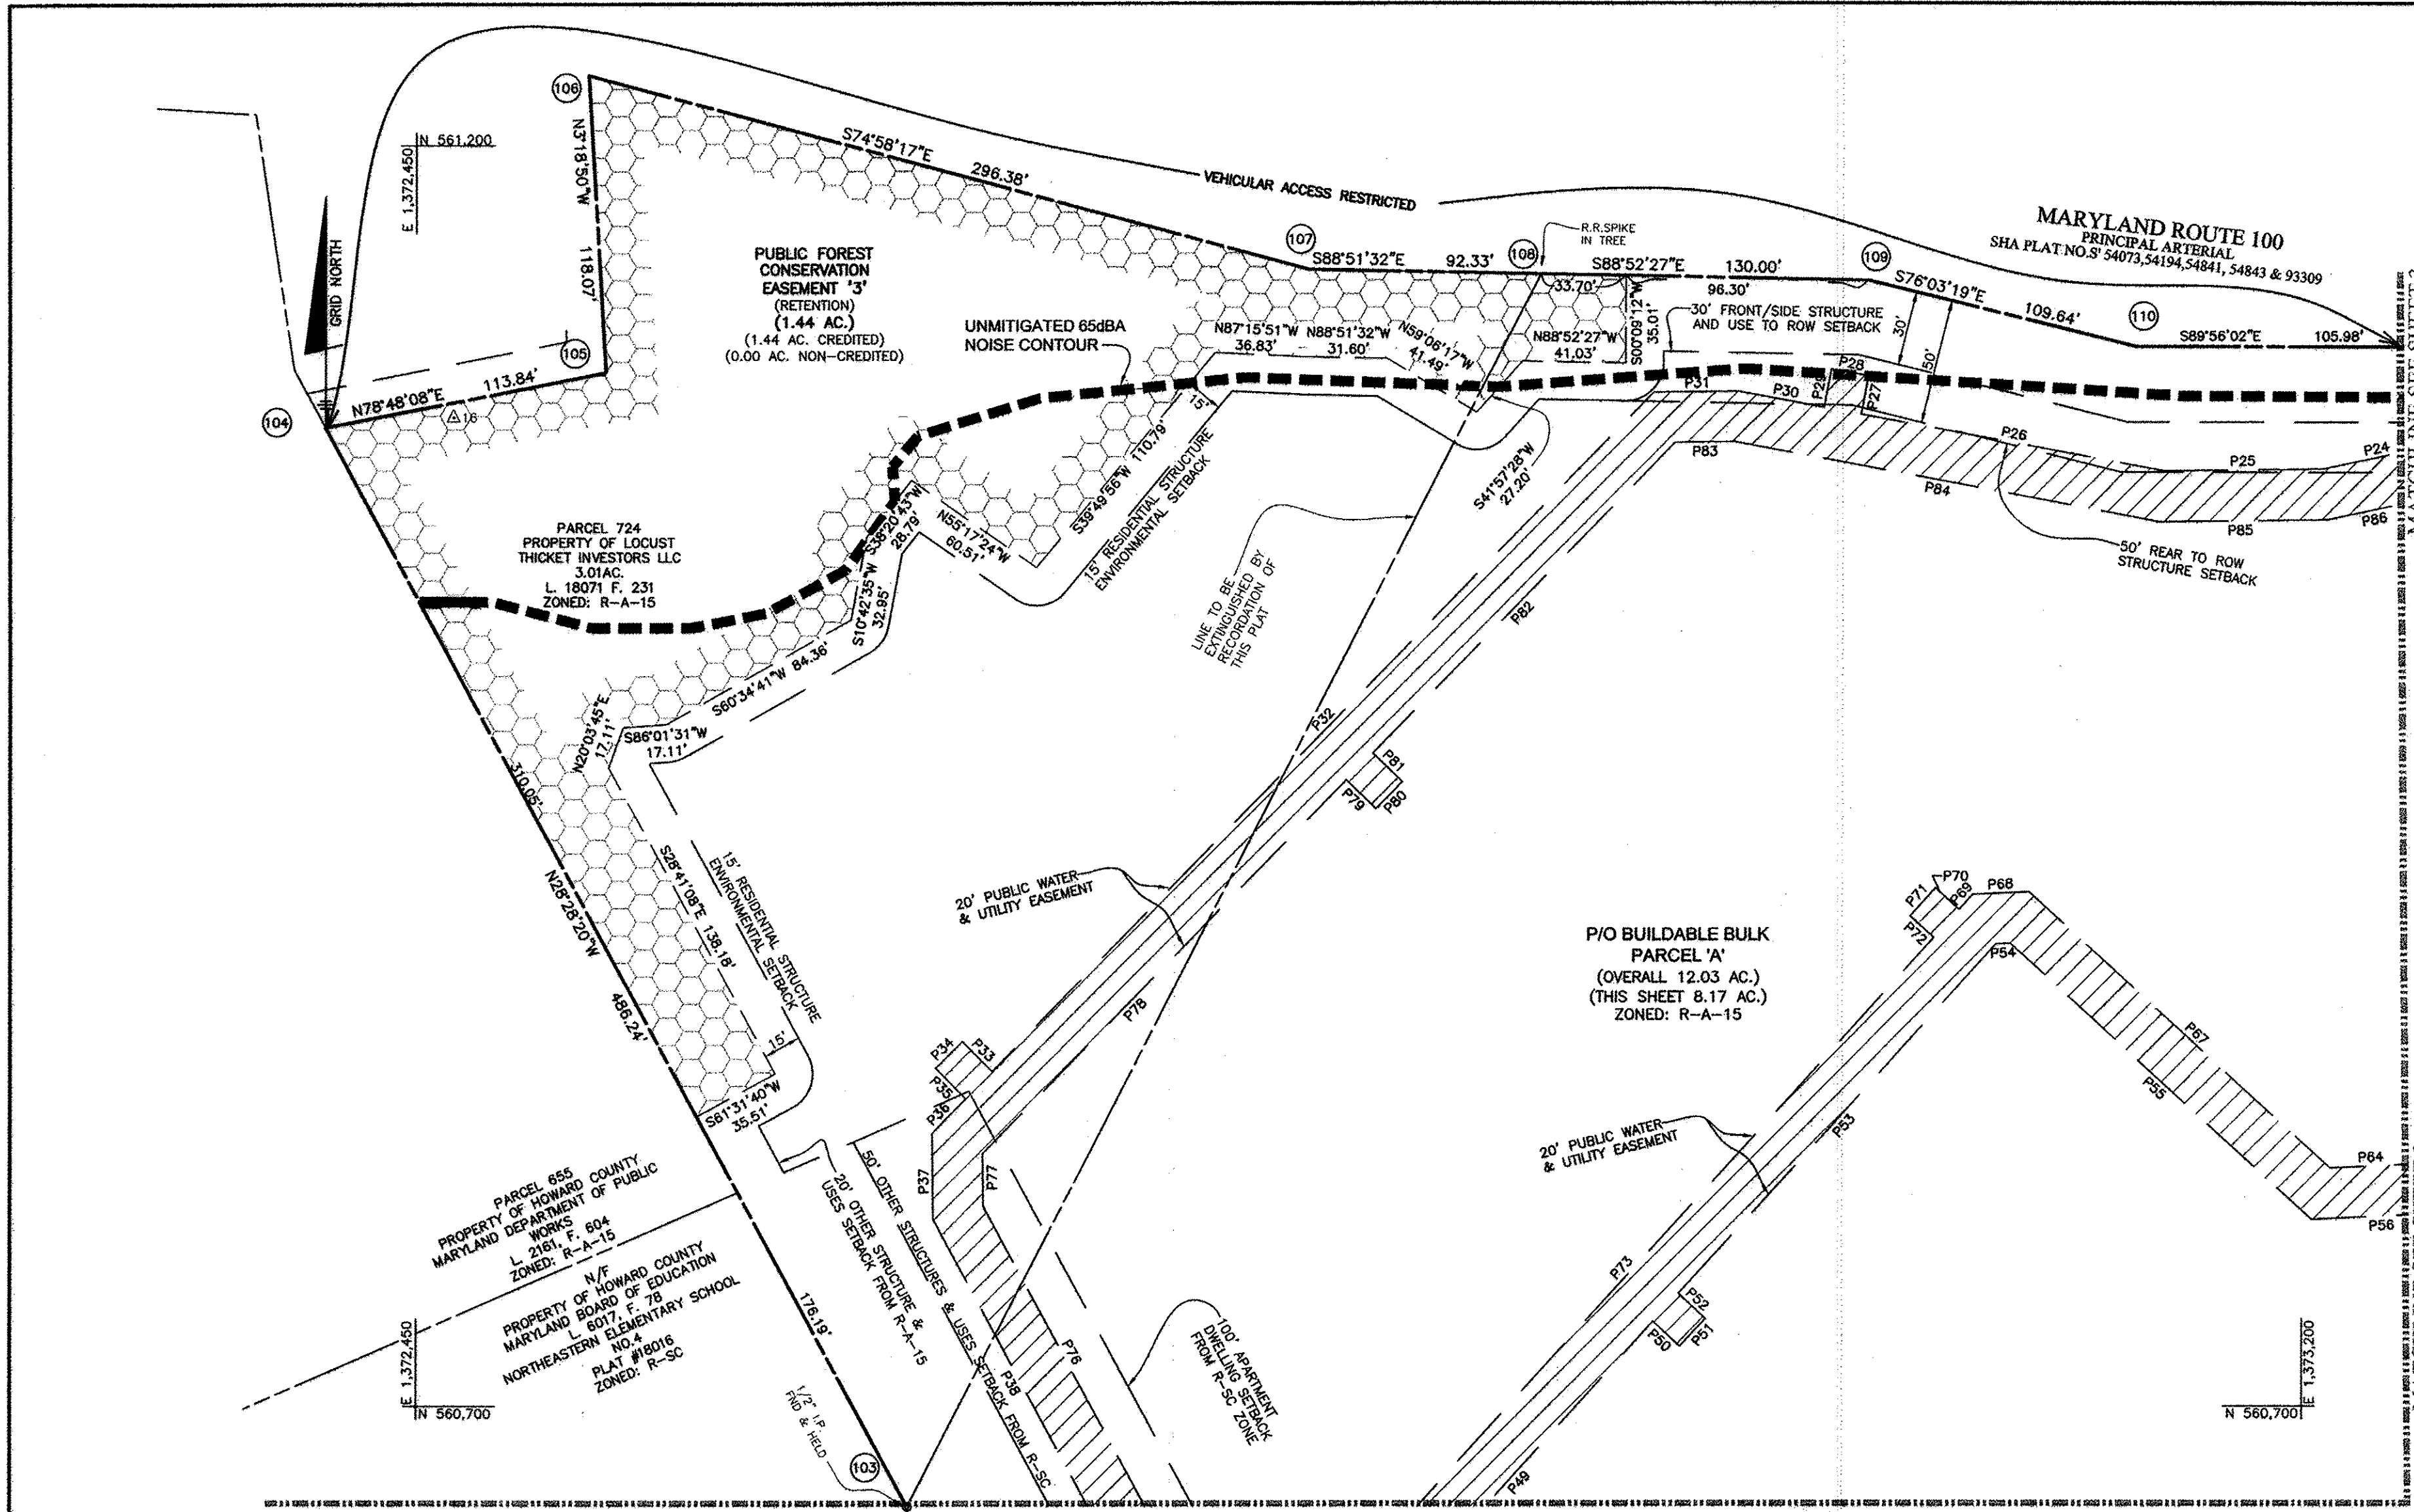 106
N 561,200
E 1,372,450
GRID NORTH
N3°18'50"W
118.07'
S74°58'17"E
296.38'
VEHICULAR ACCESS RESTRICTED
R.R.SPIKE
IN TREE
MARYLAND ROUTE 100
PRINCIPAL ARTERIAL
SHA PLAT NO.S' 54073,54194,54841, 54843 & 93309
107
S88°51'32"E
92.33'
108
S88°52'27"E
130.00'
109
33.70'
96.30'
S76°03'19"E
109.64'
110
S89°56'02"E
105.98'
PUBLIC FOREST
CONSERVATION
EASEMENT '3'
(RETENTION)
(1.44 AC.)
(1.44 AC. CREDITED)
(0.00 AC. NON-CREDITED)
UNMITIGATED 65dBA
NOISE CONTOUR
N87°15'51"W
36.83'
N88°51'32"W
31.60'
N59°06'17"W
41.49'
N88°52'27"W
41.03'
S00°09'12"W
35.01'
30' FRONT/SIDE STRUCTURE
AND USE TO ROW SETBACK
30'
50'
105
104
N78°48'08"E
113.84'
16
P31
P30
P29
P28
P27
P26
P25
P24
P83
P84
P85
P86
50' REAR TO ROW
STRUCTURE SETBACK
15'
S39°49'56"W 110.79'
15' RESIDENTIAL STRUCTURE
ENVIRONMENTAL SETBACK
S41°57'28"W
27.20'
S38°20'43"W
28.79'
N55°17'24"W
60.51'
S10°42'35"W
32.95'
PARCEL 724
PROPERTY OF LOCUST
THICKET INVESTORS LLC
3.01AC.
L. 18071 F. 231
ZONED: R-A-15
LINE TO BE
EXTINGUISHED BY
RECORDATION OF
THIS PLAT
P82
S60°34'41"W 84.36'
N20°03'45"E
17.11'
S86°01'31"W
17.11'
310.05'
N28°28'20"W
486.24'
S28°41'08"E
138.18'
15' RESIDENTIAL STRUCTURE
ENVIRONMENTAL SETBACK
15'
P32
P81
P79
P80
20' PUBLIC WATER
& UTILITY EASEMENT
P78
P/O BUILDABLE BULK
PARCEL 'A'
(OVERALL 12.03 AC.)
(THIS SHEET 8.17 AC.)
ZONED: R-A-15
P71
P70
P69
P68
P72
P54
P67
P55
P34
P33
P35
P36
P37
P77
S61°31'40"W
35.51'
20' PUBLIC WATER
& UTILITY EASEMENT
P53
P64
P56
PARCEL 655
PROPERTY OF HOWARD COUNTY
MARYLAND DEPARTMENT OF PUBLIC
WORKS
L. 2161, F. 604
ZONED: R-A-15
N/F
PROPERTY OF HOWARD COUNTY
MARYLAND BOARD OF EDUCATION
L. 6017, F. 78
NORTHEASTERN ELEMENTARY SCHOOL
NO.4
PLAT #18016
ZONED: R-SC
20' OTHER STRUCTURE &
USES SETBACK FROM R-A-15
50' OTHER STRUCTURES & USES SETBACK FROM R-SC
176.19'
P76
P38
100' APARTMENT
DWELLING SETBACK
FROM R-SC ZONE
P73
P52
P50
P51
P49
1/2" I.P.
FND & HELD
103
E 1,372,450
N 560,700
E 1,373,200
N 560,700